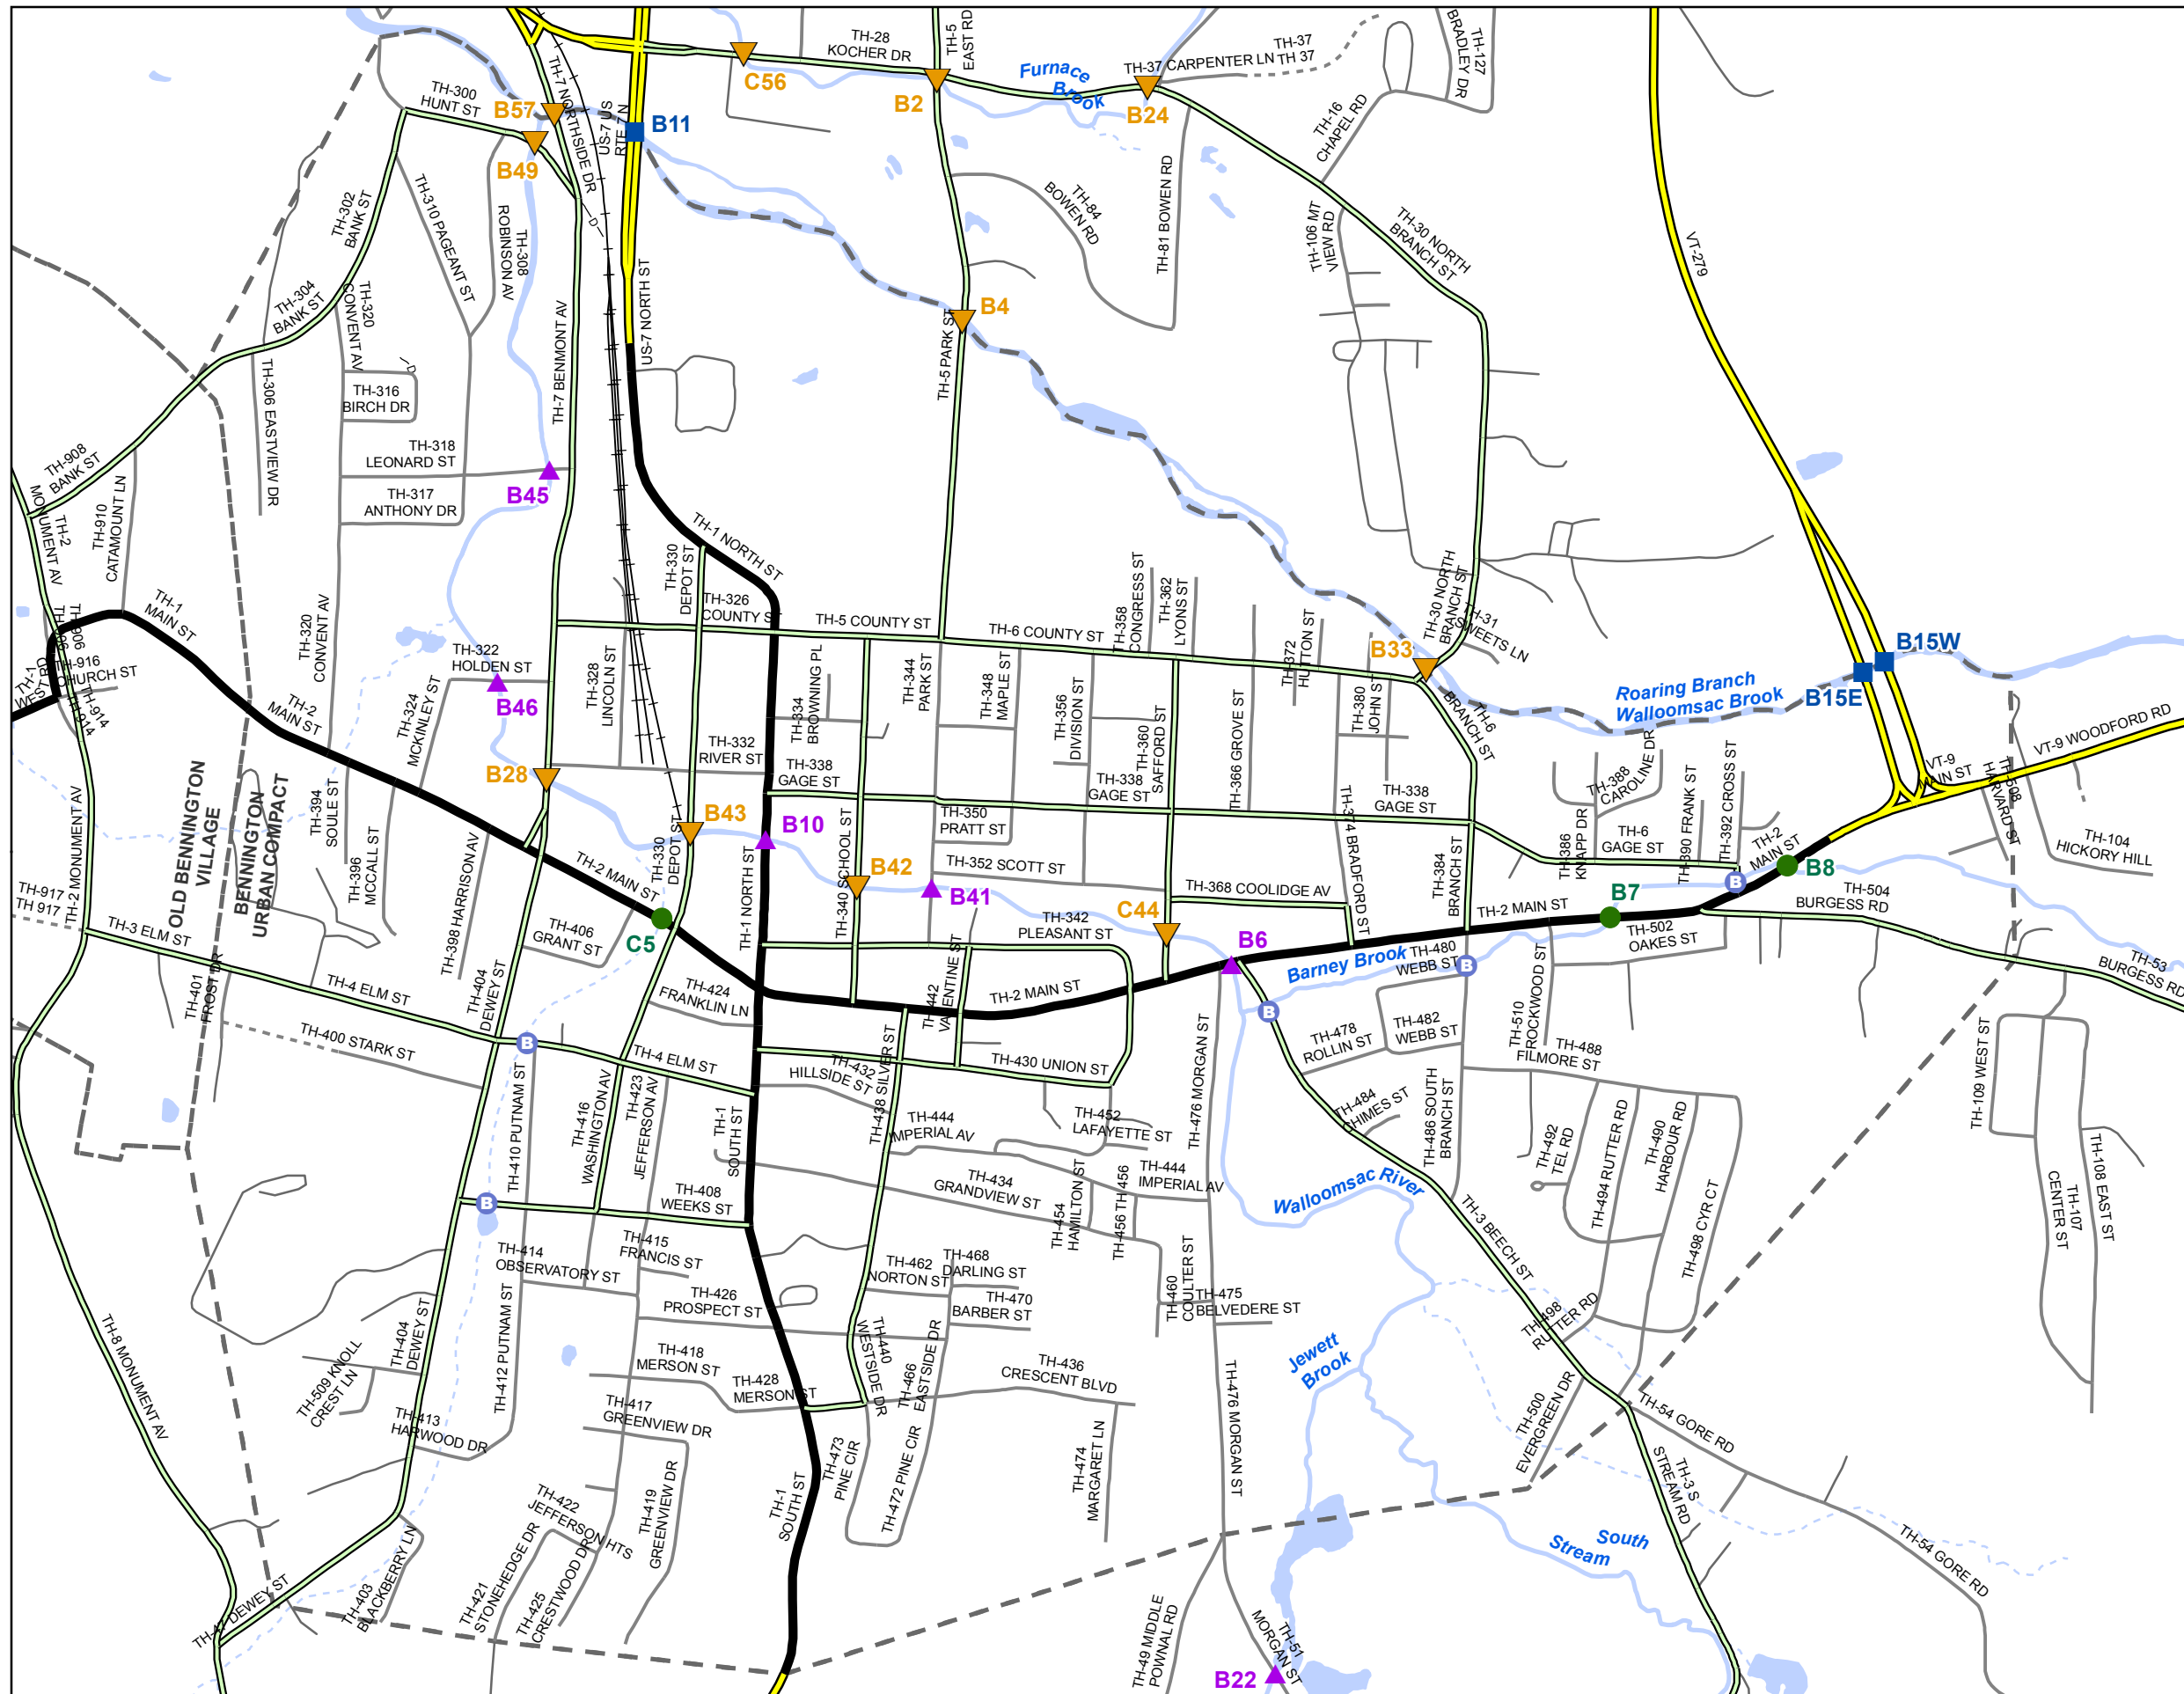 TH-28
KOCHER DR
TH-5
EAST RD
TH-37
TH-37 CARPENTER LN TH 37
TH-127
BRADLEY DR
Furnace
Brook
C56
B2
B24
TH-300
HUNT ST
B57
B49
TH-7 NORTHSIDE DR
US-7 US
RTE 7 N
B11
TH-16
CHAPEL RD
TH-302
BANK ST
TH-310 PAGEANT ST
TH-308
ROBINSON AV
D
TH-84
BOWEN RD
TH-81 BOWEN RD
TH-106 MT
VIEW RD
TH-30 NORTH
BRANCH ST
VT-279
TH-304
BANK ST
TH-320
CONVENT AV
TH-7 BENMONT AV
US-7 NORTH ST
B4
TH-5 PARK ST
D
TH-306 EASTVIEW DR
TH-316
BIRCH DR
TH-318
LEONARD ST
TH-317
ANTHONY DR
B45
TH-908
BANK ST
TH-2
MONUMENT AV
TH-910
CATAMOUNT LN
TH-1 NORTH ST
TH-330
DEPOT ST
TH-326
COUNTY ST
TH-5 COUNTY ST
TH-6 COUNTY ST
TH-358
CONGRESS ST
TH-362
LYONS ST
TH-372
HUTTON ST
TH-30 NORTH
BRANCH ST
TH-31
SWEETS LN
B33
B15W
B15E
Roaring Branch
Walloomsac Brook
TH-1
MAIN ST
TH-906
TH-906
TH-916
CHURCH ST
TH-1
WEST RD
TH-914
TH-914
TH-2
MAIN ST
TH-320
CONVENT AV
TH-322
HOLDEN ST
B46
TH-324
MCKINLEY ST
TH-328
LINCOLN ST
TH-332
RIVER ST
TH-334
BROWNING PL
TH-338
GAGE ST
TH-344
PARK ST
TH-348
MAPLE ST
TH-356
DIVISION ST
TH-360
SAFFORD ST
TH-338
GAGE ST
TH-366 GROVE ST
TH-380
JOHN ST
TH-338
GAGE ST
TH-6
BRANCH ST
TH-388
CAROLINE DR
VT-9
MAIN ST
VT-9 WOODFORD RD
TH-508
HARVARD ST
TH-104
HICKORY HILL
OLD BENNINGTON
VILLAGE
BENNINGTON
URBAN COMPACT
B28
B43
B10
TH-350
PRATT ST
TH-352 SCOTT ST
TH-394
SOULE ST
TH-396
MCCALL ST
TH-398 HARRISON AV
TH-2 MAIN ST
TH-330
DEPOT ST
TH-340 SCHOOL ST
B42
B41
TH-368 COOLIDGE AV
TH-374 BRADFORD ST
TH-384
BRANCH ST
TH-386
KNAPP DR
TH-6
GAGE ST
TH-390 FRANK ST
TH-392 CROSS ST
TH-2
MAIN ST
B
B8
B7
TH-504
BURGESS RD
TH-917
TH 917
TH-2 MONUMENT AV
TH-3 ELM ST
TH-406
GRANT ST
C5
TH-1 NORTH ST
TH-342
PLEASANT ST
C44
B6
TH-2 MAIN ST
TH-502
OAKES ST
Barney Brook
TH-480
WEBB ST
B
B
TH-53
BURGESS RD
TH-401
FROST DR
TH-4 ELM ST
TH-404
DEWEY ST
TH-424
FRANKLIN LN
TH-442
VALENTINE ST
TH-2 MAIN ST
TH-400 STARK ST
B
TH-4 ELM ST
TH-432
HILLSIDE ST
TH-438 SILVER ST
TH-430 UNION ST
TH-476 MORGAN ST
TH-478
ROLLIN ST
TH-482
WEBB ST
TH-510
ROCKWOOD ST
TH-488
FILMORE ST
TH-109 WEST ST
TH-410 PUTNAM ST
TH-416
WASHINGTON AV
TH-423
JEFFERSON AV
TH-1
SOUTH ST
TH-444
IMPERIAL AV
TH-452
LAFAYETTE ST
TH-484
CHIMES ST
TH-486 SOUTH
BRANCH ST
TH-492
TEL RD
TH-494 RUTTER RD
TH-490
HARBOUR RD
TH-498 CYR CT
TH-108 EAST ST
TH-107
CENTER ST
B
TH-408
WEEKS ST
TH-434
GRANDVIEW ST
TH-454
HAMILTON ST
TH-456 TH 456
TH-444
IMPERIAL AV
Walloomsac River
TH-3 BEECH ST
TH-414
OBSERVATORY ST
TH-415
FRANCIS ST
TH-426
PROSPECT ST
TH-462
NORTON ST
TH-468
DARLING ST
TH-470
BARBER ST
TH-460
COULTER ST
TH-475
BELVEDERE ST
TH-498
RUTTER RD
TH-8 MONUMENT AV
TH-509 KNOLL
CREST LN
TH-404
DEWEY ST
TH-412 PUTNAM ST
TH-418
MERSON ST
TH-428
MERSON ST
TH-440
WESTSIDE DR
TH-466
EASTSIDE DR
TH-436
CRESCENT BLVD
Jewett
Brook
TH-476 MORGAN ST
TH-500
EVERGREEN DR
TH-54 GORE RD
TH-413
HARWOOD DR
TH-417
GREENVIEW DR
TH-419
GREENVIEW DR
TH-473
PINE CIR
TH-472 PINE CIR
TH-474
MARGARET LN
TH-3 S
STREAM RD
TH-422
JEFFERSON HTS
TH-1
SOUTH ST
South
Stream
TH-54 GORE RD
DEWEY ST
TH-403
BLACKBERRY LN
TH-421
STONEHEDGE DR
TH-425
CRESTWOOD DR
TH-49 MIDDLE
POWNAL RD
TH-51
MORGAN ST
B22